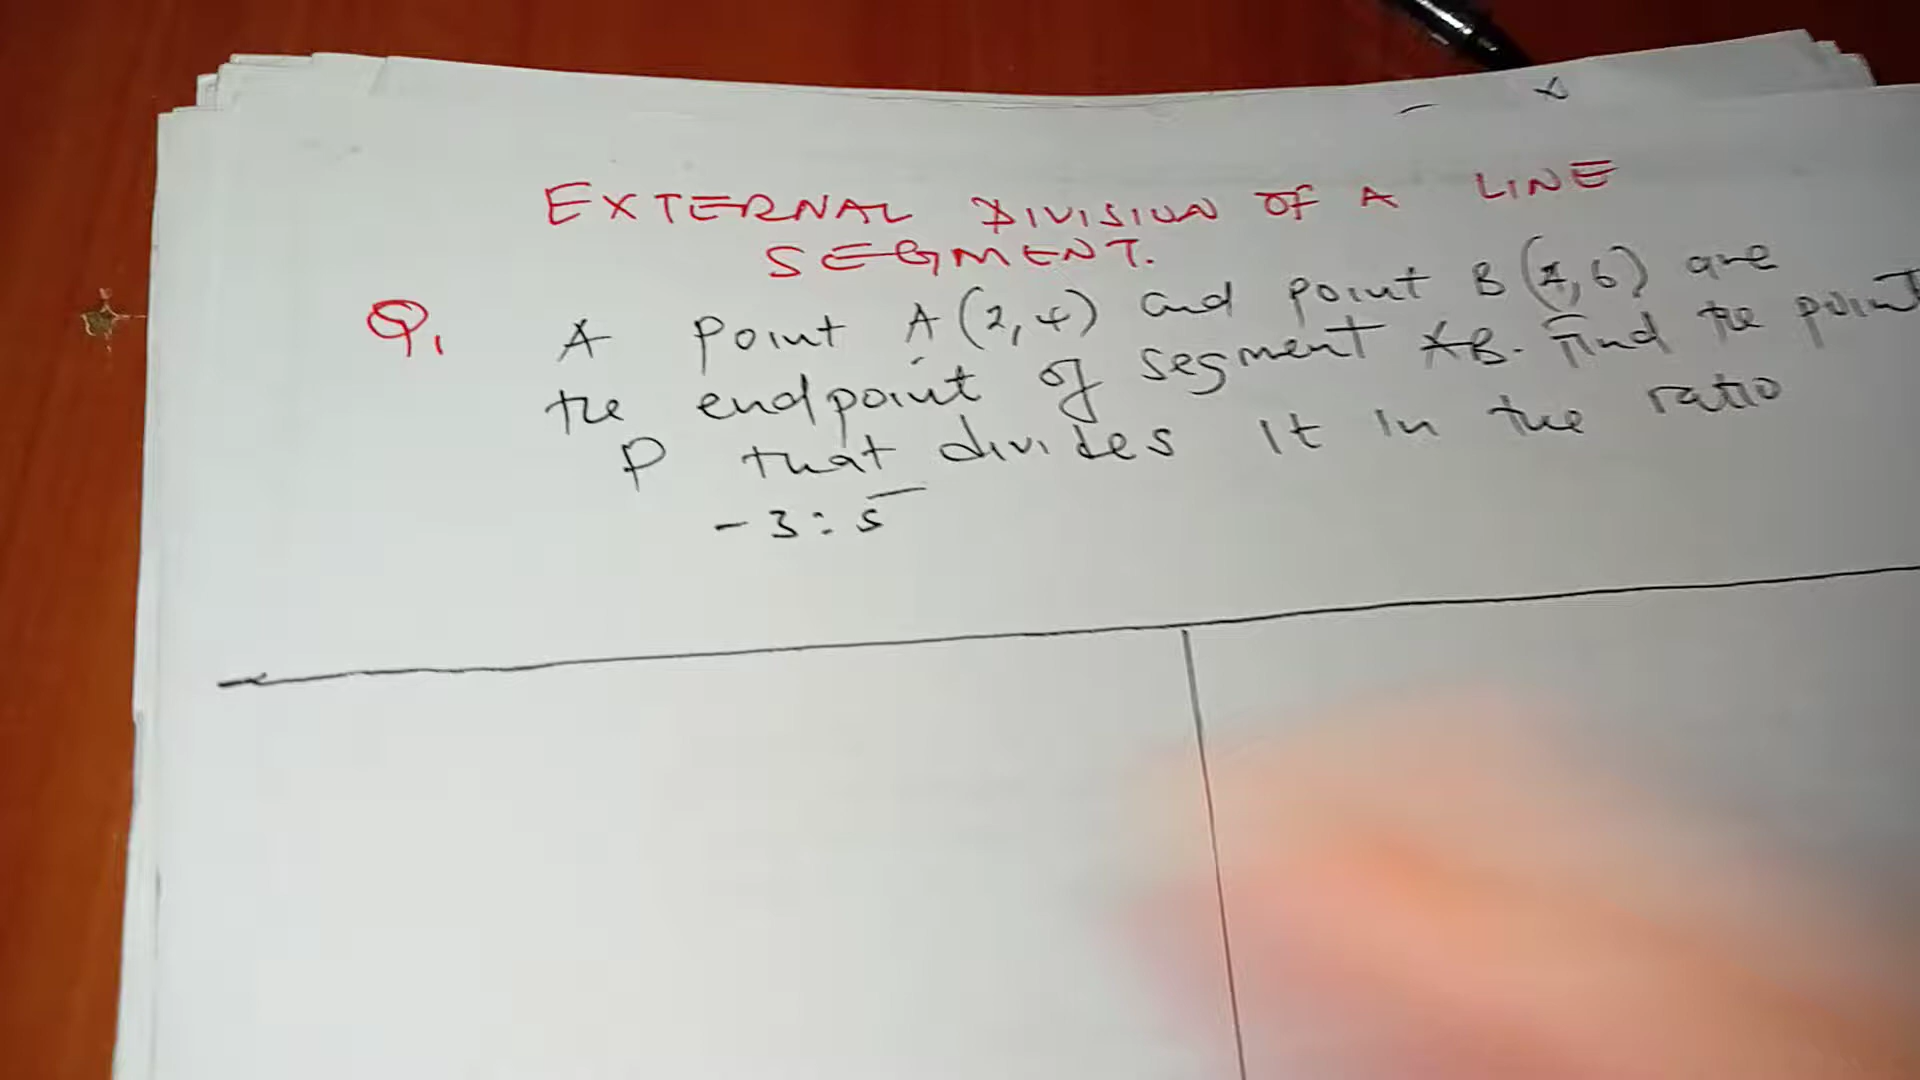 EXTERNAL DIVISION OF A LINE
SEGMENT.
Q1 A point A(2,4) and point B( ,6) are
the endpoint of segment AB. Find the point
P that divides it in the ratio
-3:5